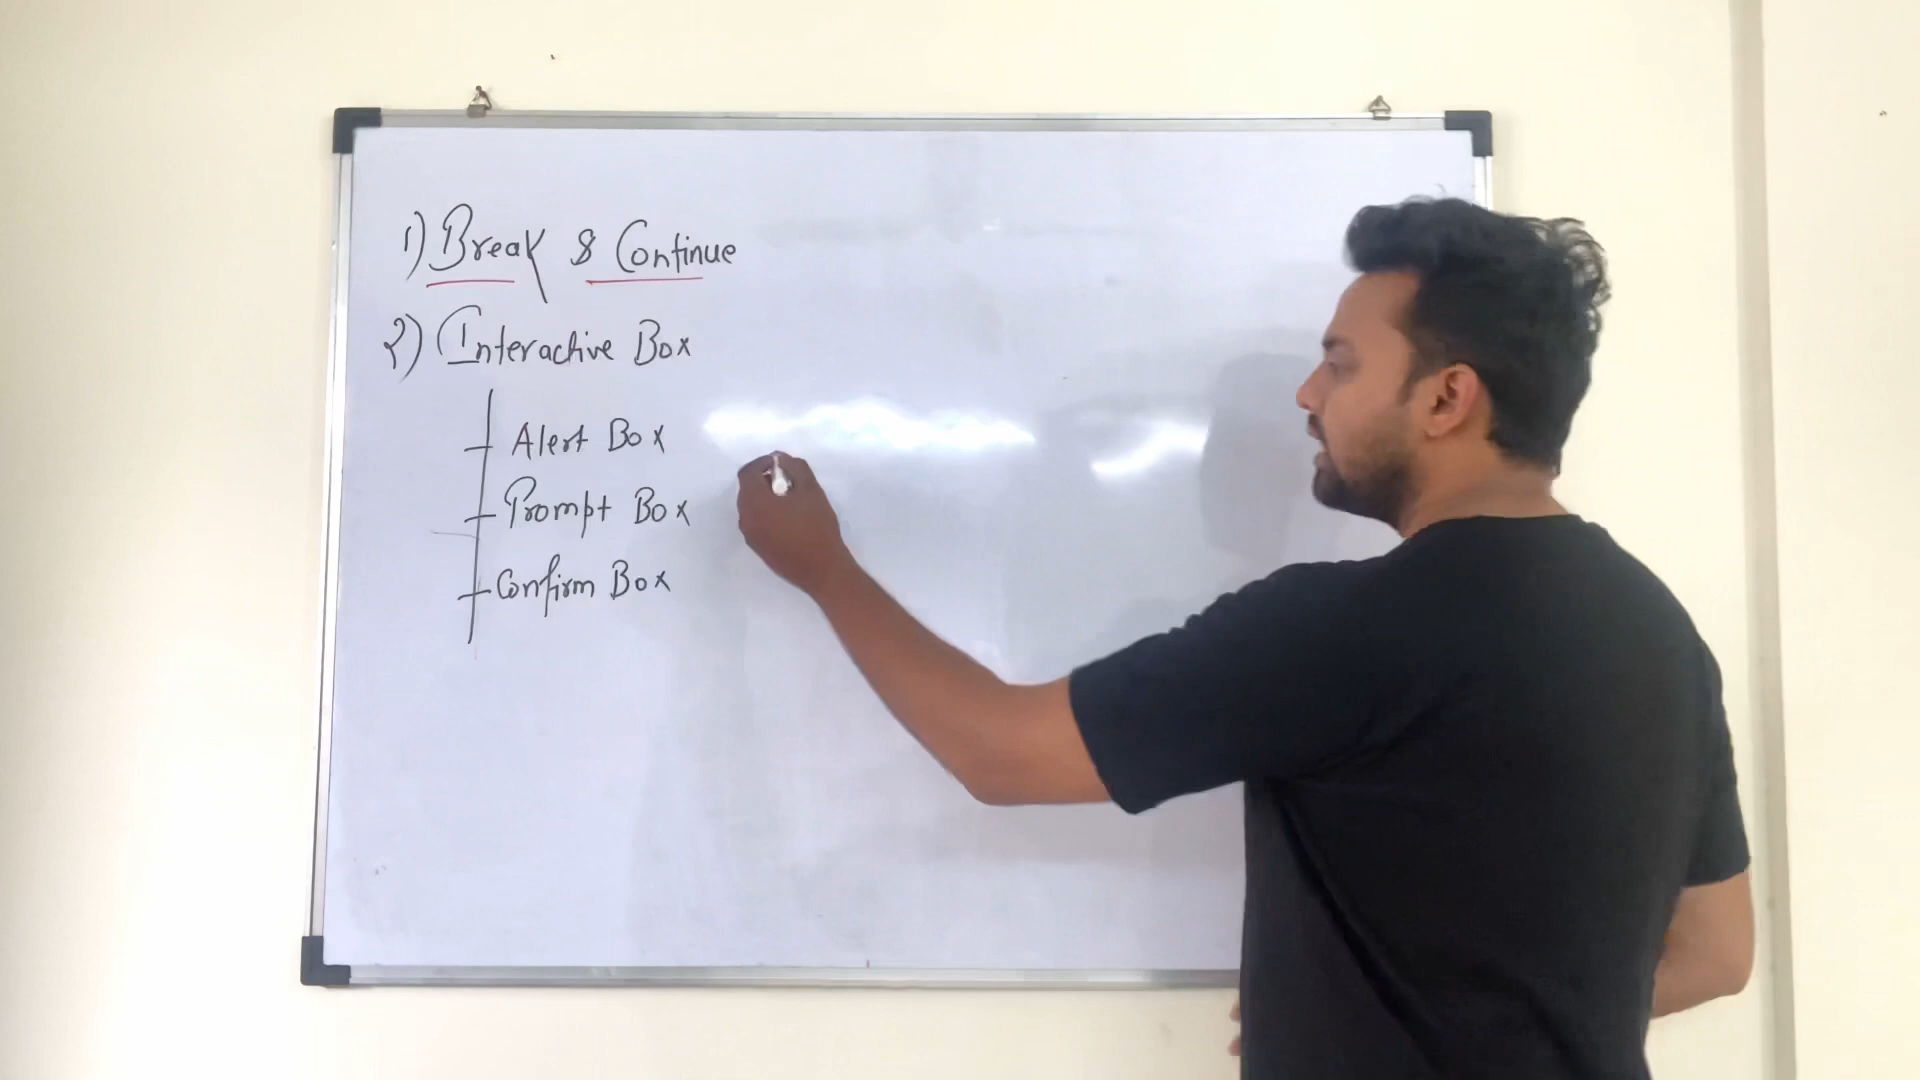 1) Break & Continue
2) Interactive Box
Alert Box
Prompt Box
Confirm Box